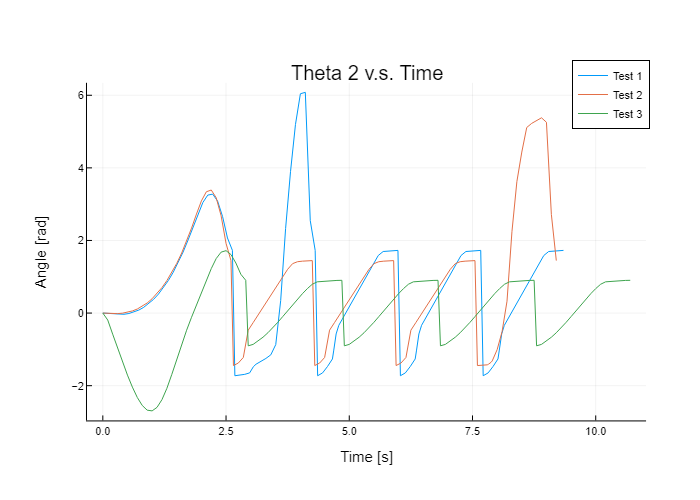 Theta 2 v.s. Time
Test 1
Test 2
Test 3
Angle [rad]
6
4
2
0
−2
0.0 2.5 5.0 7.5 10.0
Time [s]